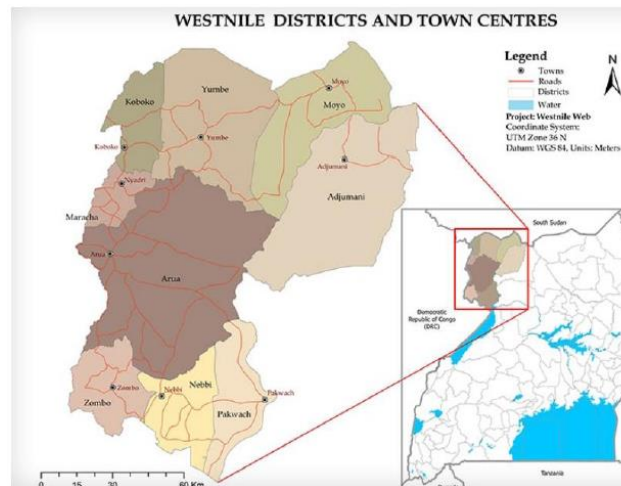 WESTNILE DISTRICTS AND TOWN CENTRES
Legend
Towns
Roads
Districts
Water
Project: Westnile Web
Coordinate System:
UTM Zone 36 N
Datum: WGS 84, Units: Meters
N
Koboko
Yumbe
Moyo
Moyo
Koboko
Yumbe
Adjumani
Adjumani
Nyadri
Maracha
Arua
Arua
South Sudan
Democratic
Republic of Congo
(DRC)
Zombo
Zombo
Nebbi
Nebbi
Pakwach
Pakwach
Tanzania
0 15 30 60 Km